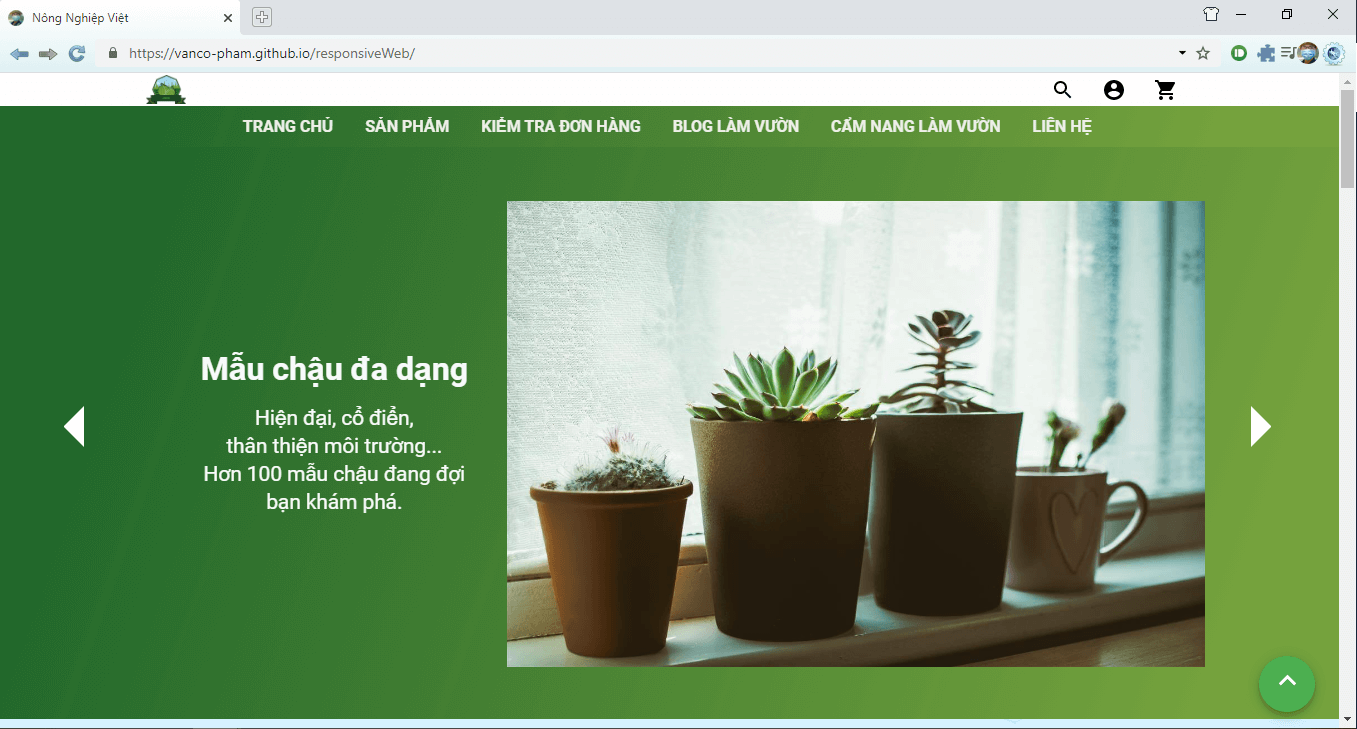 Nông Nghiệp Việt
https://vanco-pham.github.io/responsiveWeb/
TRANG CHỦ SẢN PHẨM KIỂM TRA ĐƠN HÀNG BLOG LÀM VƯỜN CẨM NANG LÀM VƯỜN LIÊN HỆ
Mẫu chậu đa dạng
Hiện đại, cổ điển,
thân thiện môi trường...
Hơn 100 mẫu chậu đang đợi
bạn khám phá.